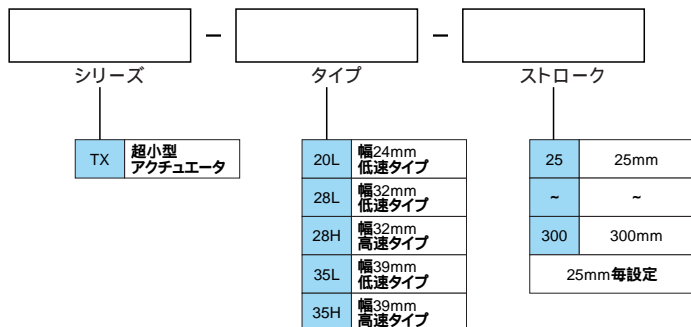 シリーズ
タイプ
ストローク
TX
超小型
アクチュエータ
20L
幅24mm
低速タイプ
28L
幅32mm
低速タイプ
28H
幅32mm
高速タイプ
35L
幅39mm
低速タイプ
35H
幅39mm
高速タイプ
25
25mm
~
~
300
300mm
25mm毎設定